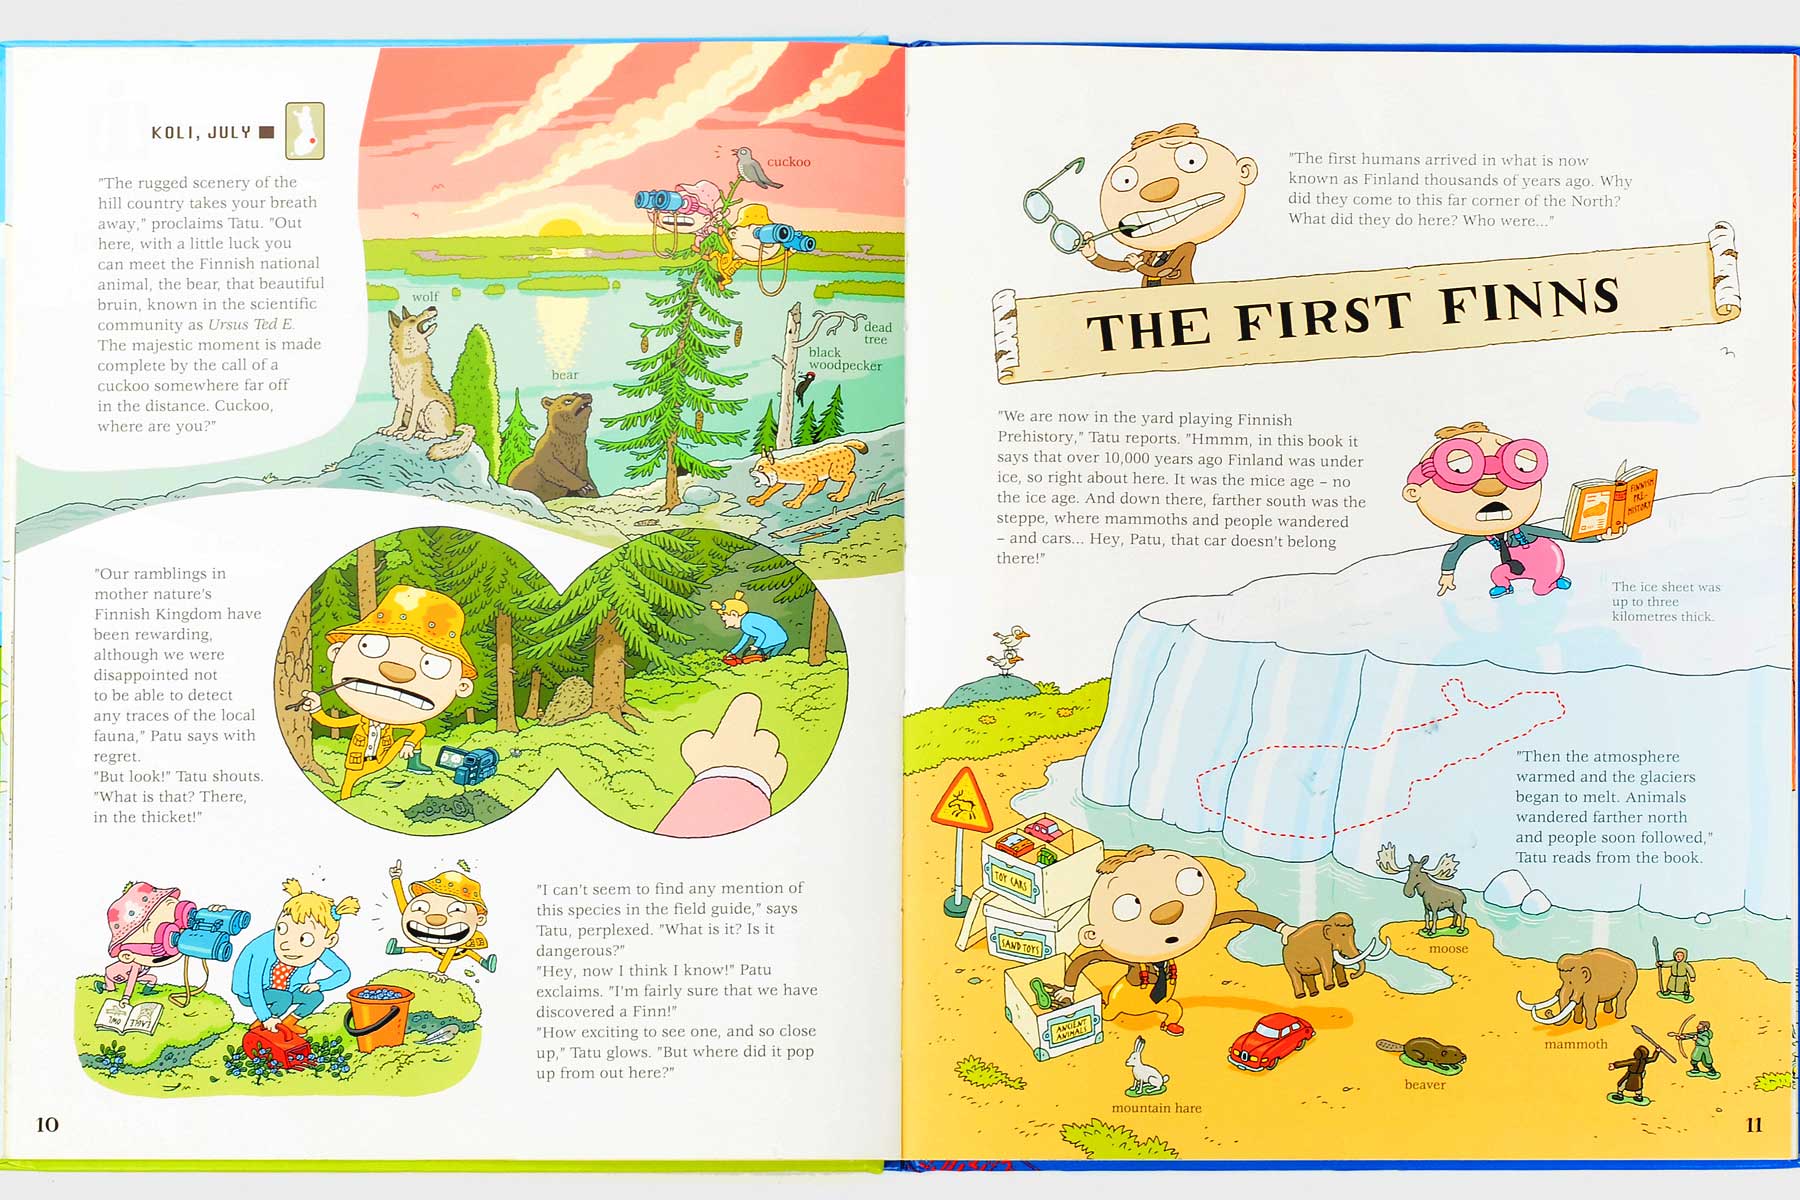 KOLI, JULY
"The rugged scenery of the
hill country takes your breath
away," proclaims Tatu. "Out
here, with a little luck you
can meet the Finnish national
animal, the bear, that beautiful
bruin, known in the scientific
community as Ursus Ted E.
The majestic moment is made
complete by the call of a
cuckoo somewhere far off
in the distance. Cuckoo,
where are you?"
cuckoo
wolf
bear
dead
tree
black
woodpecker
"Our ramblings in
mother nature's
Finnish Kingdom have
been rewarding,
although we were
disappointed not
to be able to detect
any traces of the local
fauna," Patu says with
regret.
"But look!" Tatu shouts.
"What is that? There,
in the thicket!"
"I can't seem to find any mention of
this species in the field guide," says
Tatu, perplexed. "What is it? Is it
dangerous?"
"Hey, now I think I know!" Patu
exclaims. "I'm fairly sure that we have
discovered a Finn!"
"How exciting to see one, and so close
up," Tatu glows. "But where did it pop
up from out here?"
10
"The first humans arrived in what is now
known as Finland thousands of years ago. Why
did they come to this far corner of the North?
What did they do here? Who were..."
THE FIRST FINNS
"We are now in the yard playing Finnish
Prehistory," Tatu reports. "Hmmm, in this book it
says that over 10,000 years ago Finland was under
ice, so right about here. It was the mice age – no
the ice age. And down there, farther south was the
steppe, where mammoths and people wandered
– and cars... Hey, Patu, that car doesn't belong
there!"
FINNISH
PRE-
HISTORY
The ice sheet was
up to three
kilometres thick.
"Then the atmosphere
warmed and the glaciers
began to melt. Animals
wandered farther north
and people soon followed,"
Tatu reads from the book.
TOY CARS
SAND TOYS
ANCIENT
ANIMALS
moose
mammoth
beaver
mountain hare
11